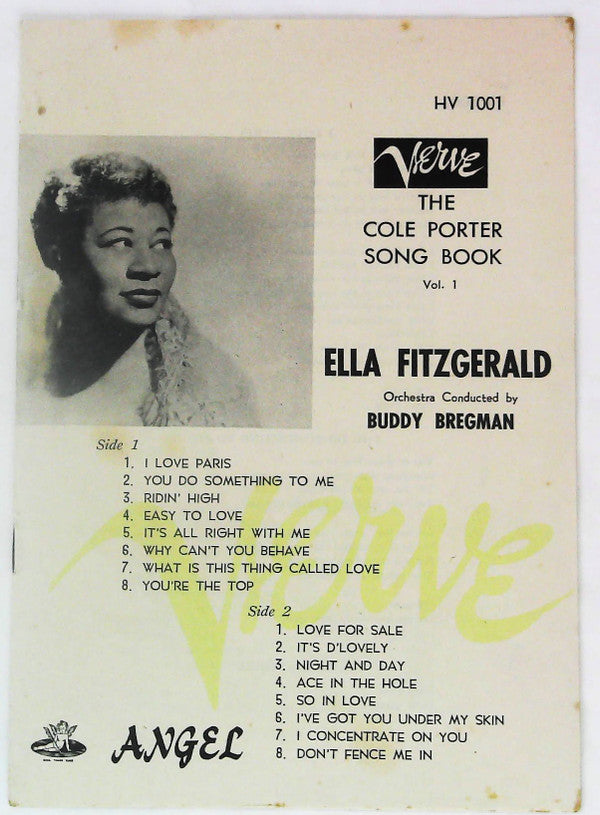 HV 1001
Verve
THE
COLE PORTER
SONG BOOK
Vol. 1
ELLA FITZGERALD
Orchestra Conducted by
BUDDY BREGMAN
Side 1
1. I LOVE PARIS
2. YOU DO SOMETHING TO ME
3. RIDIN' HIGH
4. EASY TO LOVE
5. IT'S ALL RIGHT WITH ME
6. WHY CAN'T YOU BEHAVE
7. WHAT IS THIS THING CALLED LOVE
8. YOU'RE THE TOP
Verve
Side 2
1. LOVE FOR SALE
2. IT'S D'LOVELY
3. NIGHT AND DAY
4. ACE IN THE HOLE
5. SO IN LOVE
6. I'VE GOT YOU UNDER MY SKIN
7. I CONCENTRATE ON YOU
8. DON'T FENCE ME IN
ANGEL